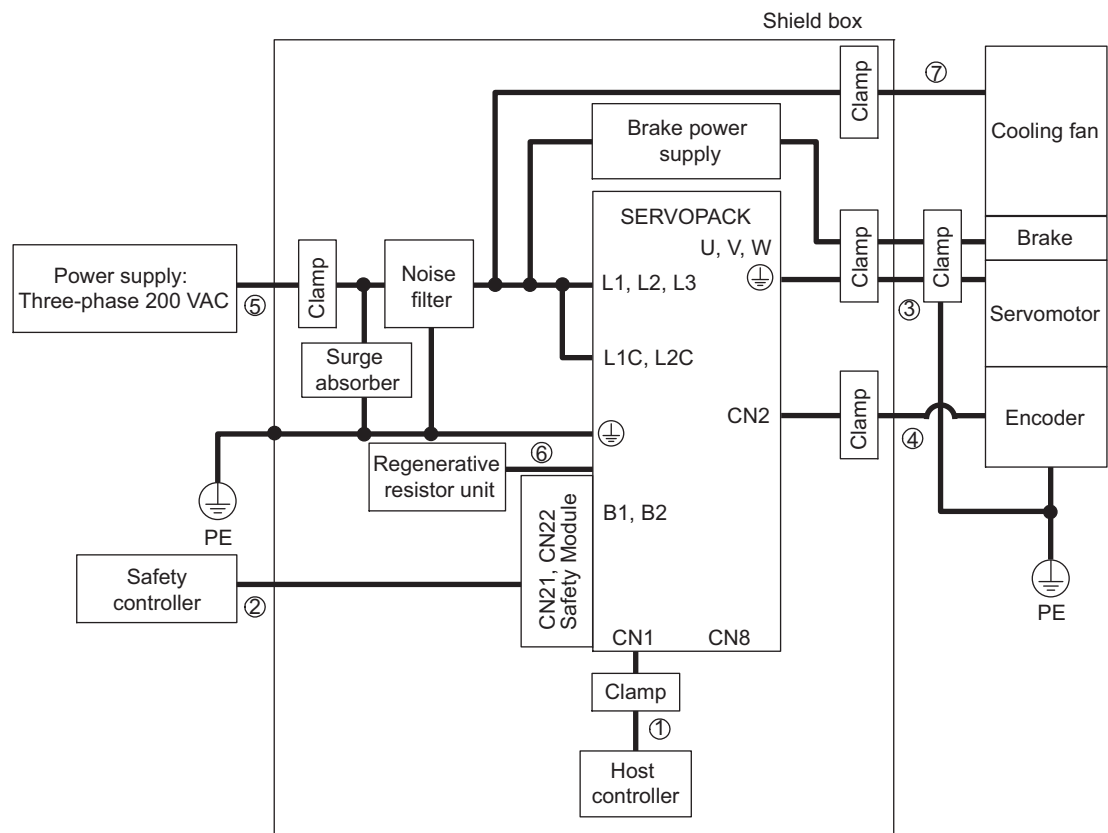 Shield box
⑦
Clamp
Cooling fan
Brake power
supply
SERVOPACK
U, V, W
Clamp
Clamp
Brake
Power supply:
Three-phase 200 VAC
⑤
Clamp
Noise
filter
L1, L2, L3
③
Servomotor
Surge
absorber
L1C, L2C
CN2
Clamp
④
Encoder
⑥
Regenerative
resistor unit
PE
B1, B2
CN21, CN22
Safety Module
Safety
controller
②
PE
CN1
CN8
Clamp
①
Host
controller